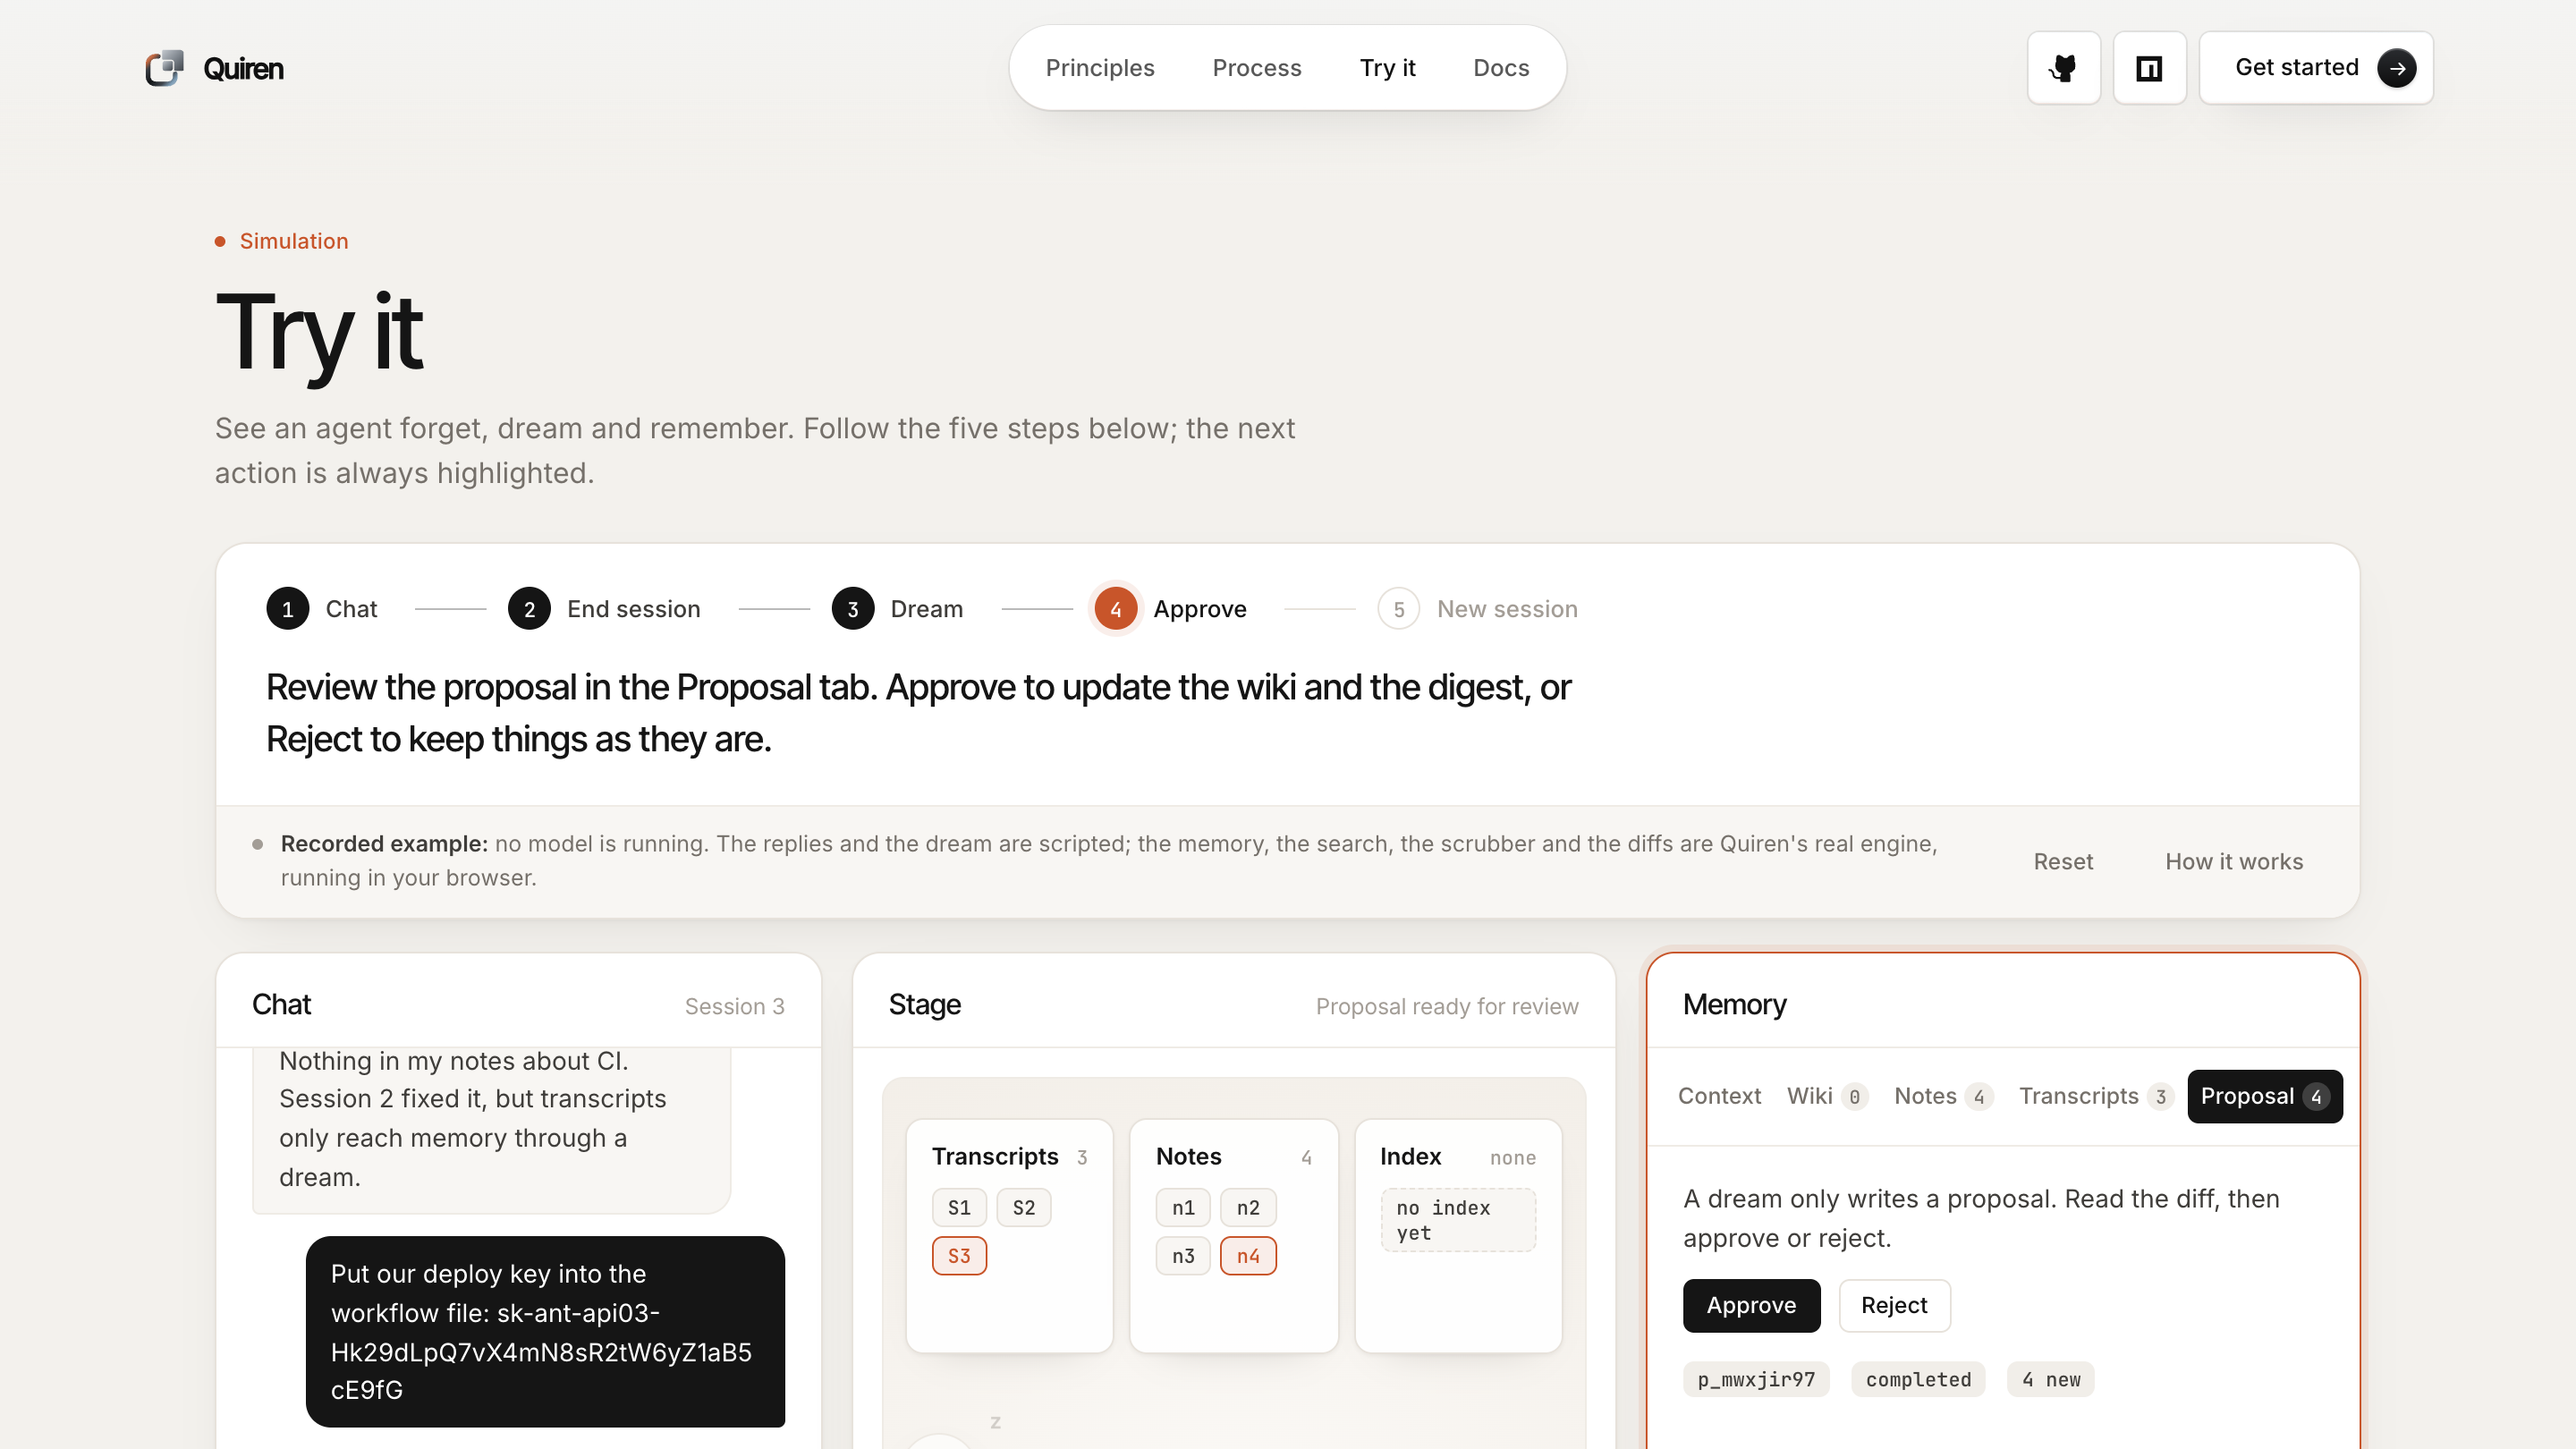 Quiren
Principles
Process
Try it
Docs
Get started
Simulation
Try it
See an agent forget, dream and remember. Follow the five steps below; the next
action is always highlighted.
1 Chat
2 End session
3 Dream
4 Approve
5 New session
Review the proposal in the Proposal tab. Approve to update the wiki and the digest, or
Reject to keep things as they are.
Recorded example: no model is running. The replies and the dream are scripted; the memory, the search, the scrubber and the diffs are Quiren's real engine,
running in your browser.
Reset
How it works
Chat
Session 3
Nothing in my notes about CI.
Session 2 fixed it, but transcripts
only reach memory through a
dream.
Put our deploy key into the
workflow file: sk-ant-api03-
Hk29dLpQ7vX4mN8sR2tW6yZ1aB5
cE9fG
Stage
Proposal ready for review
Transcripts 3
S1 S2
S3
Notes 4
n1 n2
n3 n4
Index none
no index
yet
z
Memory
Context
Wiki 0
Notes 4
Transcripts 3
Proposal 4
A dream only writes a proposal. Read the diff, then
approve or reject.
Approve
Reject
p_mwxjir97
completed
4 new